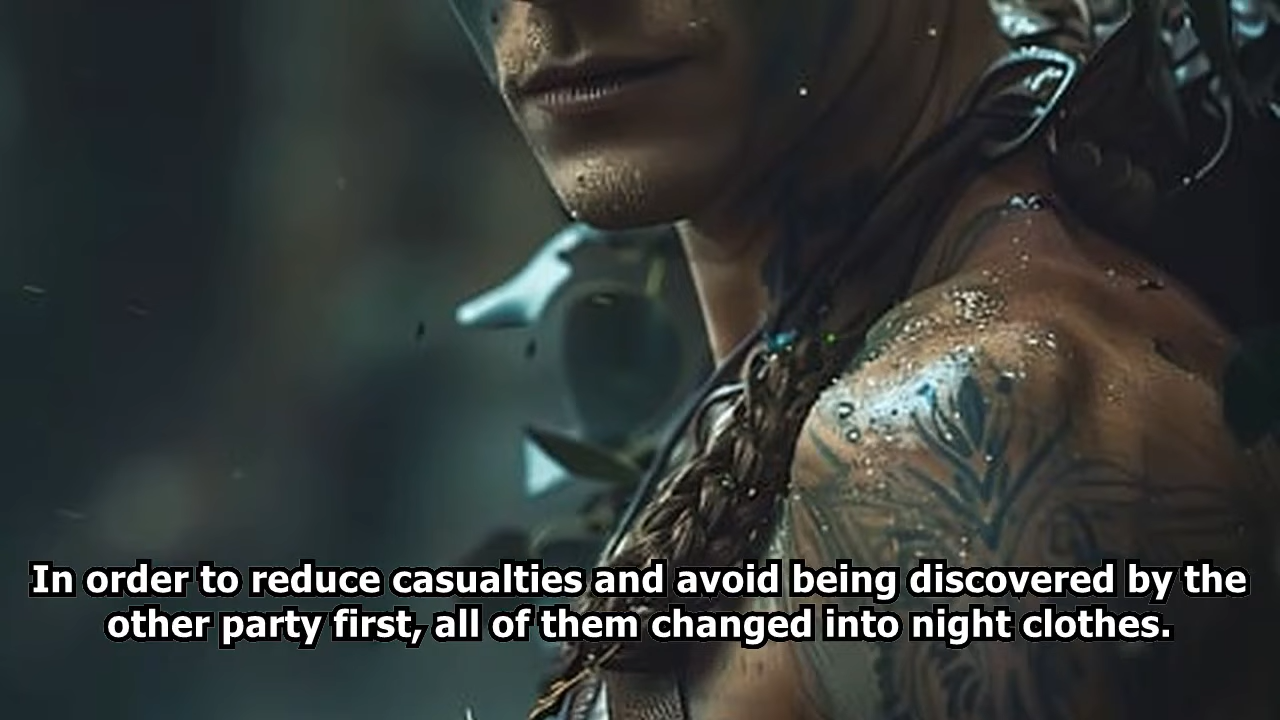 In order to reduce casualties and avoid being discovered by the
other party first, all of them changed into night clothes.